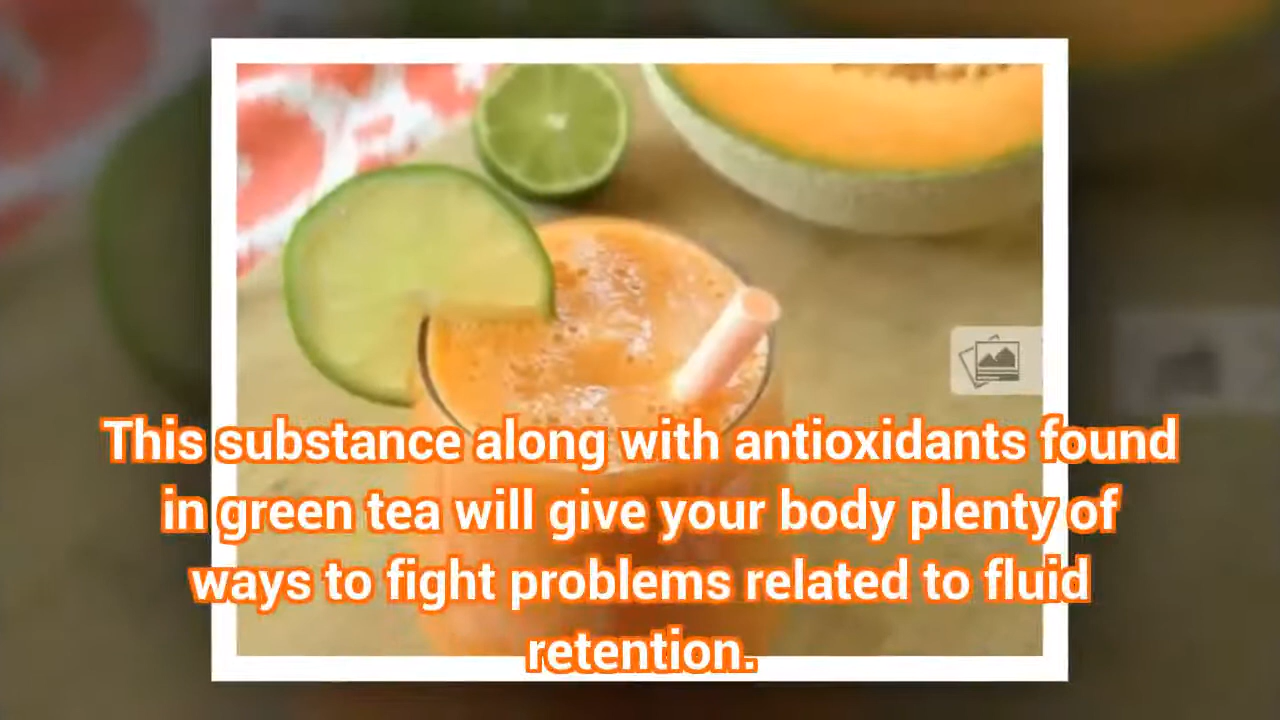 This substance along with antioxidants found
in green tea will give your body plenty of
ways to fight problems related to fluid
retention.